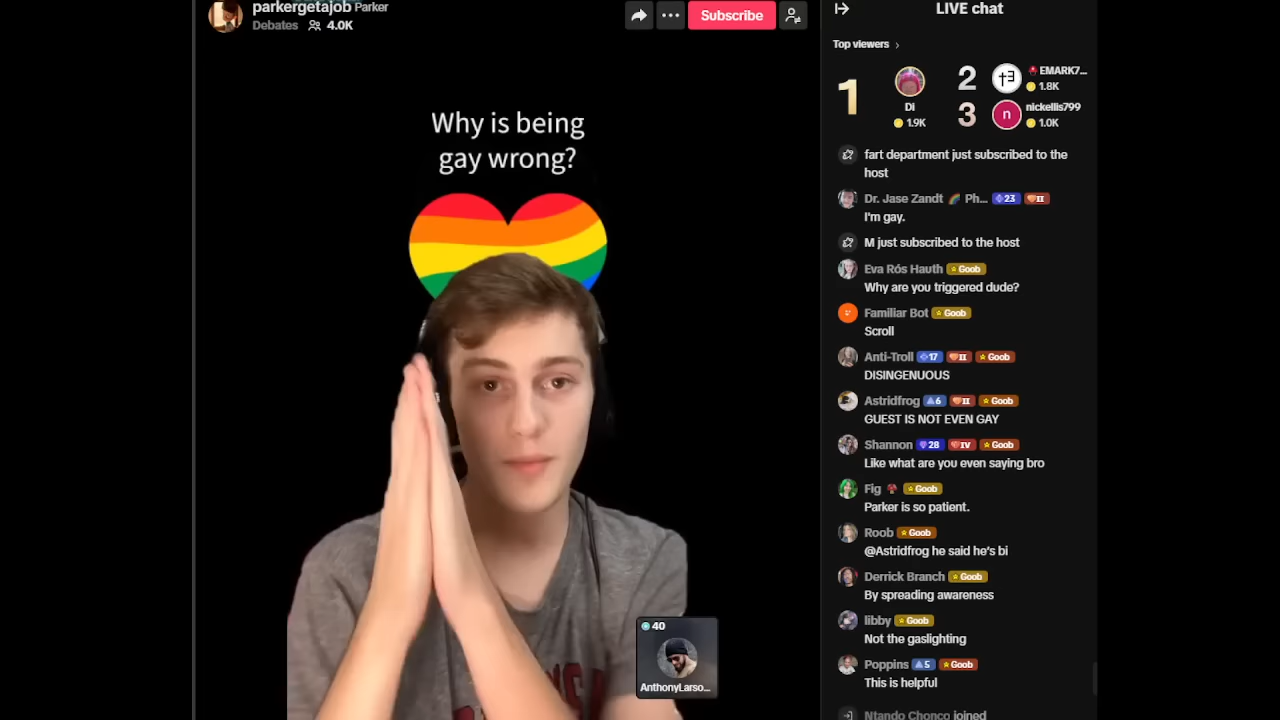 parkergetajob Parker
Debates 4.0K
Subscribe
Why is being
gay wrong?
40
AnthonyLarso...
LIVE chat
Top viewers
1
Di
1.9K
2
†3
EMARK7...
1.8K
3
n
nickellis799
1.0K
fart department just subscribed to the
host
Dr. Jase Zandt 🌈 Ph... 23 II
I'm gay.
M just subscribed to the host
Eva Rós Hauth Goob
Why are you triggered dude?
Familiar Bot Goob
Scroll
Anti-Troll 17 II Goob
DISINGENUOUS
Astridfrog 6 II Goob
GUEST IS NOT EVEN GAY
Shannon 28 IV Goob
Like what are you even saying bro
Fig Goob
Parker is so patient.
Roob Goob
@Astridfrog he said he's bi
Derrick Branch Goob
By spreading awareness
libby Goob
Not the gaslighting
Poppins 5 Goob
This is helpful
Ntando Chonco joined